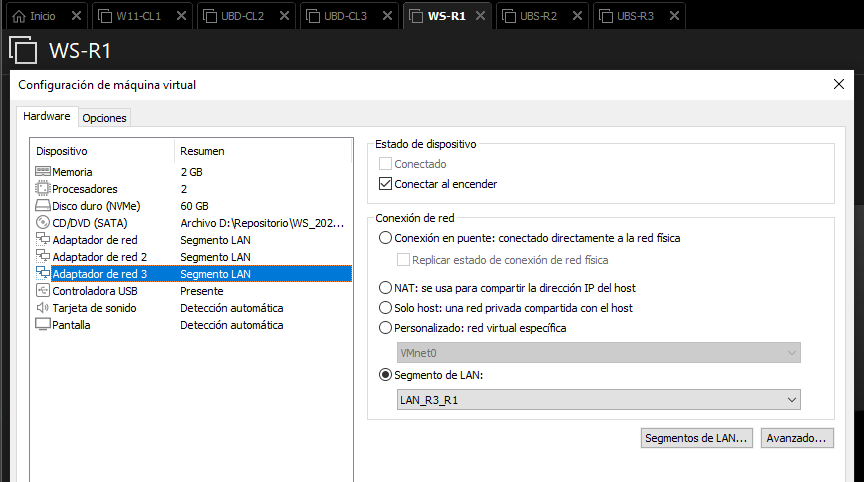 Inicio W11-CL1 UBD-CL2 UBD-CL3 WS-R1 UBS-R2 UBS-R3
WS-R1
Configuración de máquina virtual
Hardware Opciones
Dispositivo Resumen
Memoria 2 GB
Procesadores 2
Disco duro (NVMe) 60 GB
CD/DVD (SATA) Archivo D:\Repositorio\WS_202...
Adaptador de red Segmento LAN
Adaptador de red 2 Segmento LAN
Adaptador de red 3 Segmento LAN
Controladora USB Presente
Tarjeta de sonido Detección automática
Pantalla Detección automática
Estado de dispositivo
Conectado
Conectar al encender
Conexión de red
Conexión en puente: conectado directamente a la red física
Replicar estado de conexión de red física
NAT: se usa para compartir la dirección IP del host
Solo host: una red privada compartida con el host
Personalizado: red virtual específica
VMnet0
Segmento de LAN:
LAN_R3_R1
Segmentos de LAN... Avanzado...